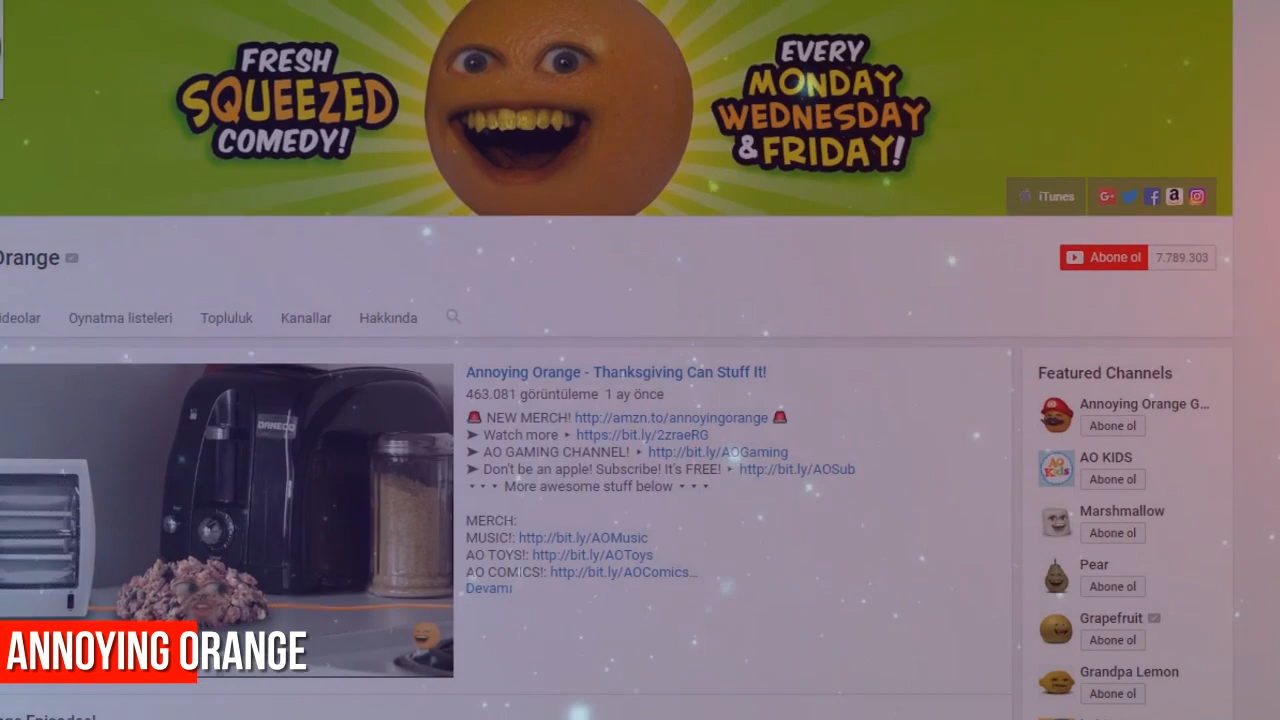 FRESH
SQUEEZED
COMEDY!
EVERY
MONDAY
WEDNESDAY
& FRIDAY!
iTunes
Orange
Abone ol 7.789.303
ideolar Oynatma listeleri Topluluk Kanallar Hakkında
DANECO
Annoying Orange - Thanksgiving Can Stuff It!
463.081 görüntüleme 1 ay önce
NEW MERCH! http://amzn.to/annoyingorange
➤ Watch more ‣ https://bit.ly/2zraeRG
➤ AO GAMING CHANNEL! ‣ http://bit.ly/AOGaming
➤ Don't be an apple! Subscribe! It's FREE! ‣ http://bit.ly/AOSub
• • • More awesome stuff below • • •
MERCH:
MUSIC!: http://bit.ly/AOMusic
AO TOYS!: http://bit.ly/AOToys
AO COMICS!: http://bit.ly/AOComics...
Devamı
Featured Channels
Annoying Orange G...
Abone ol
AO KIDS
Abone ol
Marshmallow
Abone ol
Pear
Abone ol
Grapefruit
Abone ol
Grandpa Lemon
Abone ol
ANNOYING ORANGE